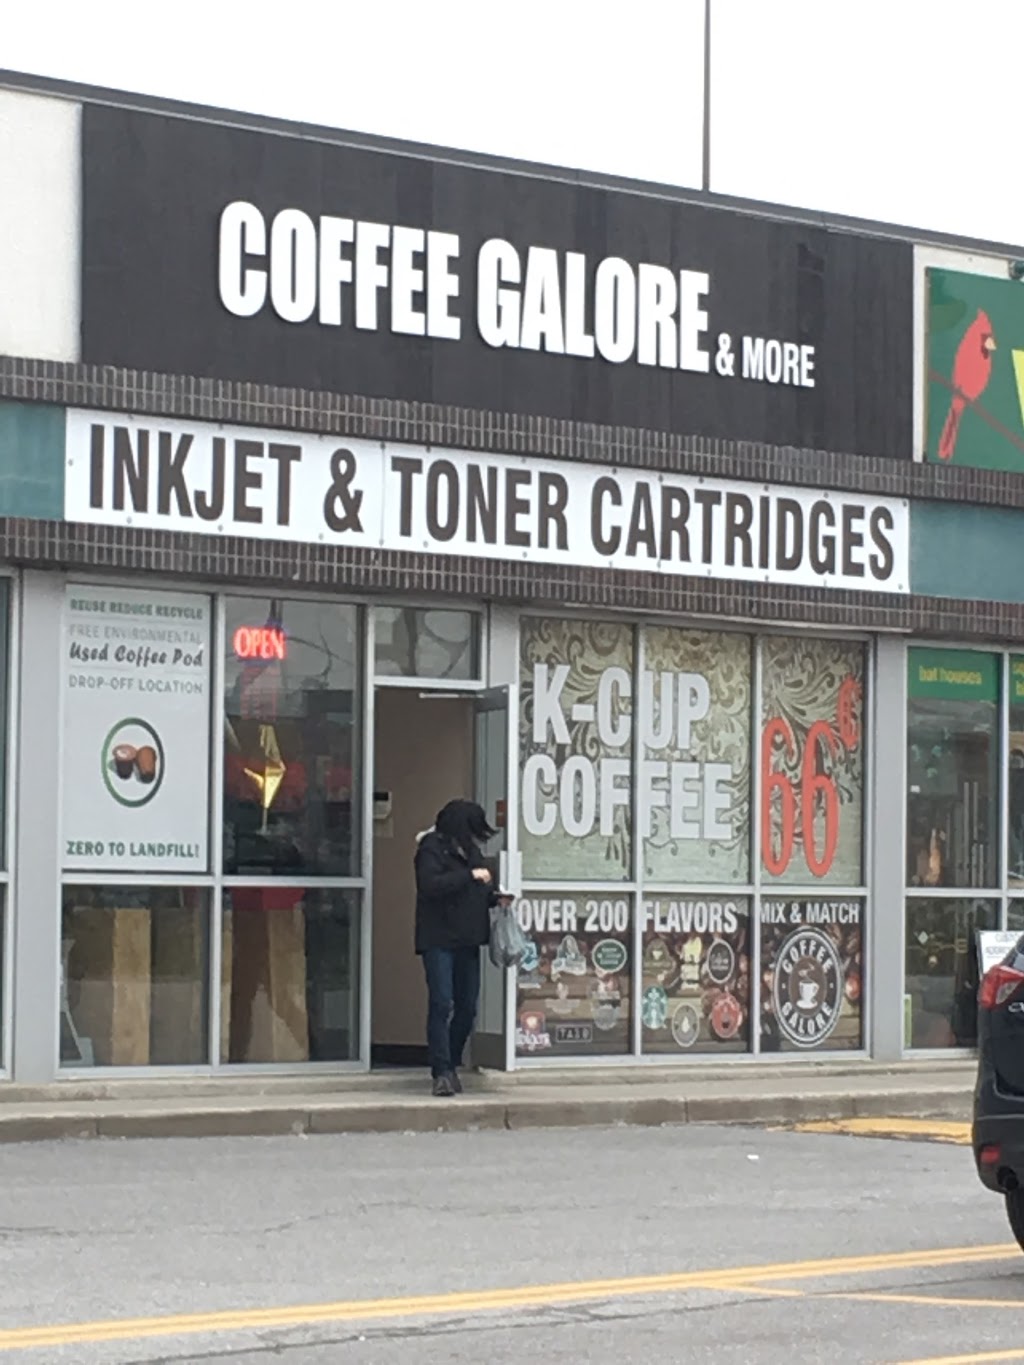 COFFEE GALORE & MORE
INKJET & TONER CARTRIDGES
REUSE REDUCE RECYCLE
FREE ENVIRONMENTAL
Used Coffee Pod
DROP-OFF LOCATION
ZERO TO LANDFILL!
OPEN
K-CUP
COFFEE
66¢
OVER 200 FLAVORS MIX & MATCH
COFFEE
GALORE
bat houses